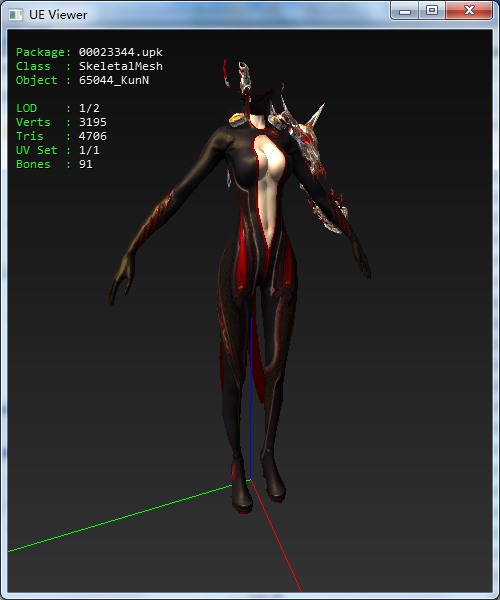 UE Viewer
Package: 00023344.upk
Class : SkeletalMesh
Object : 65044_KunN
LOD : 1/2
Verts : 3195
Tris : 4706
UV Set : 1/1
Bones : 91